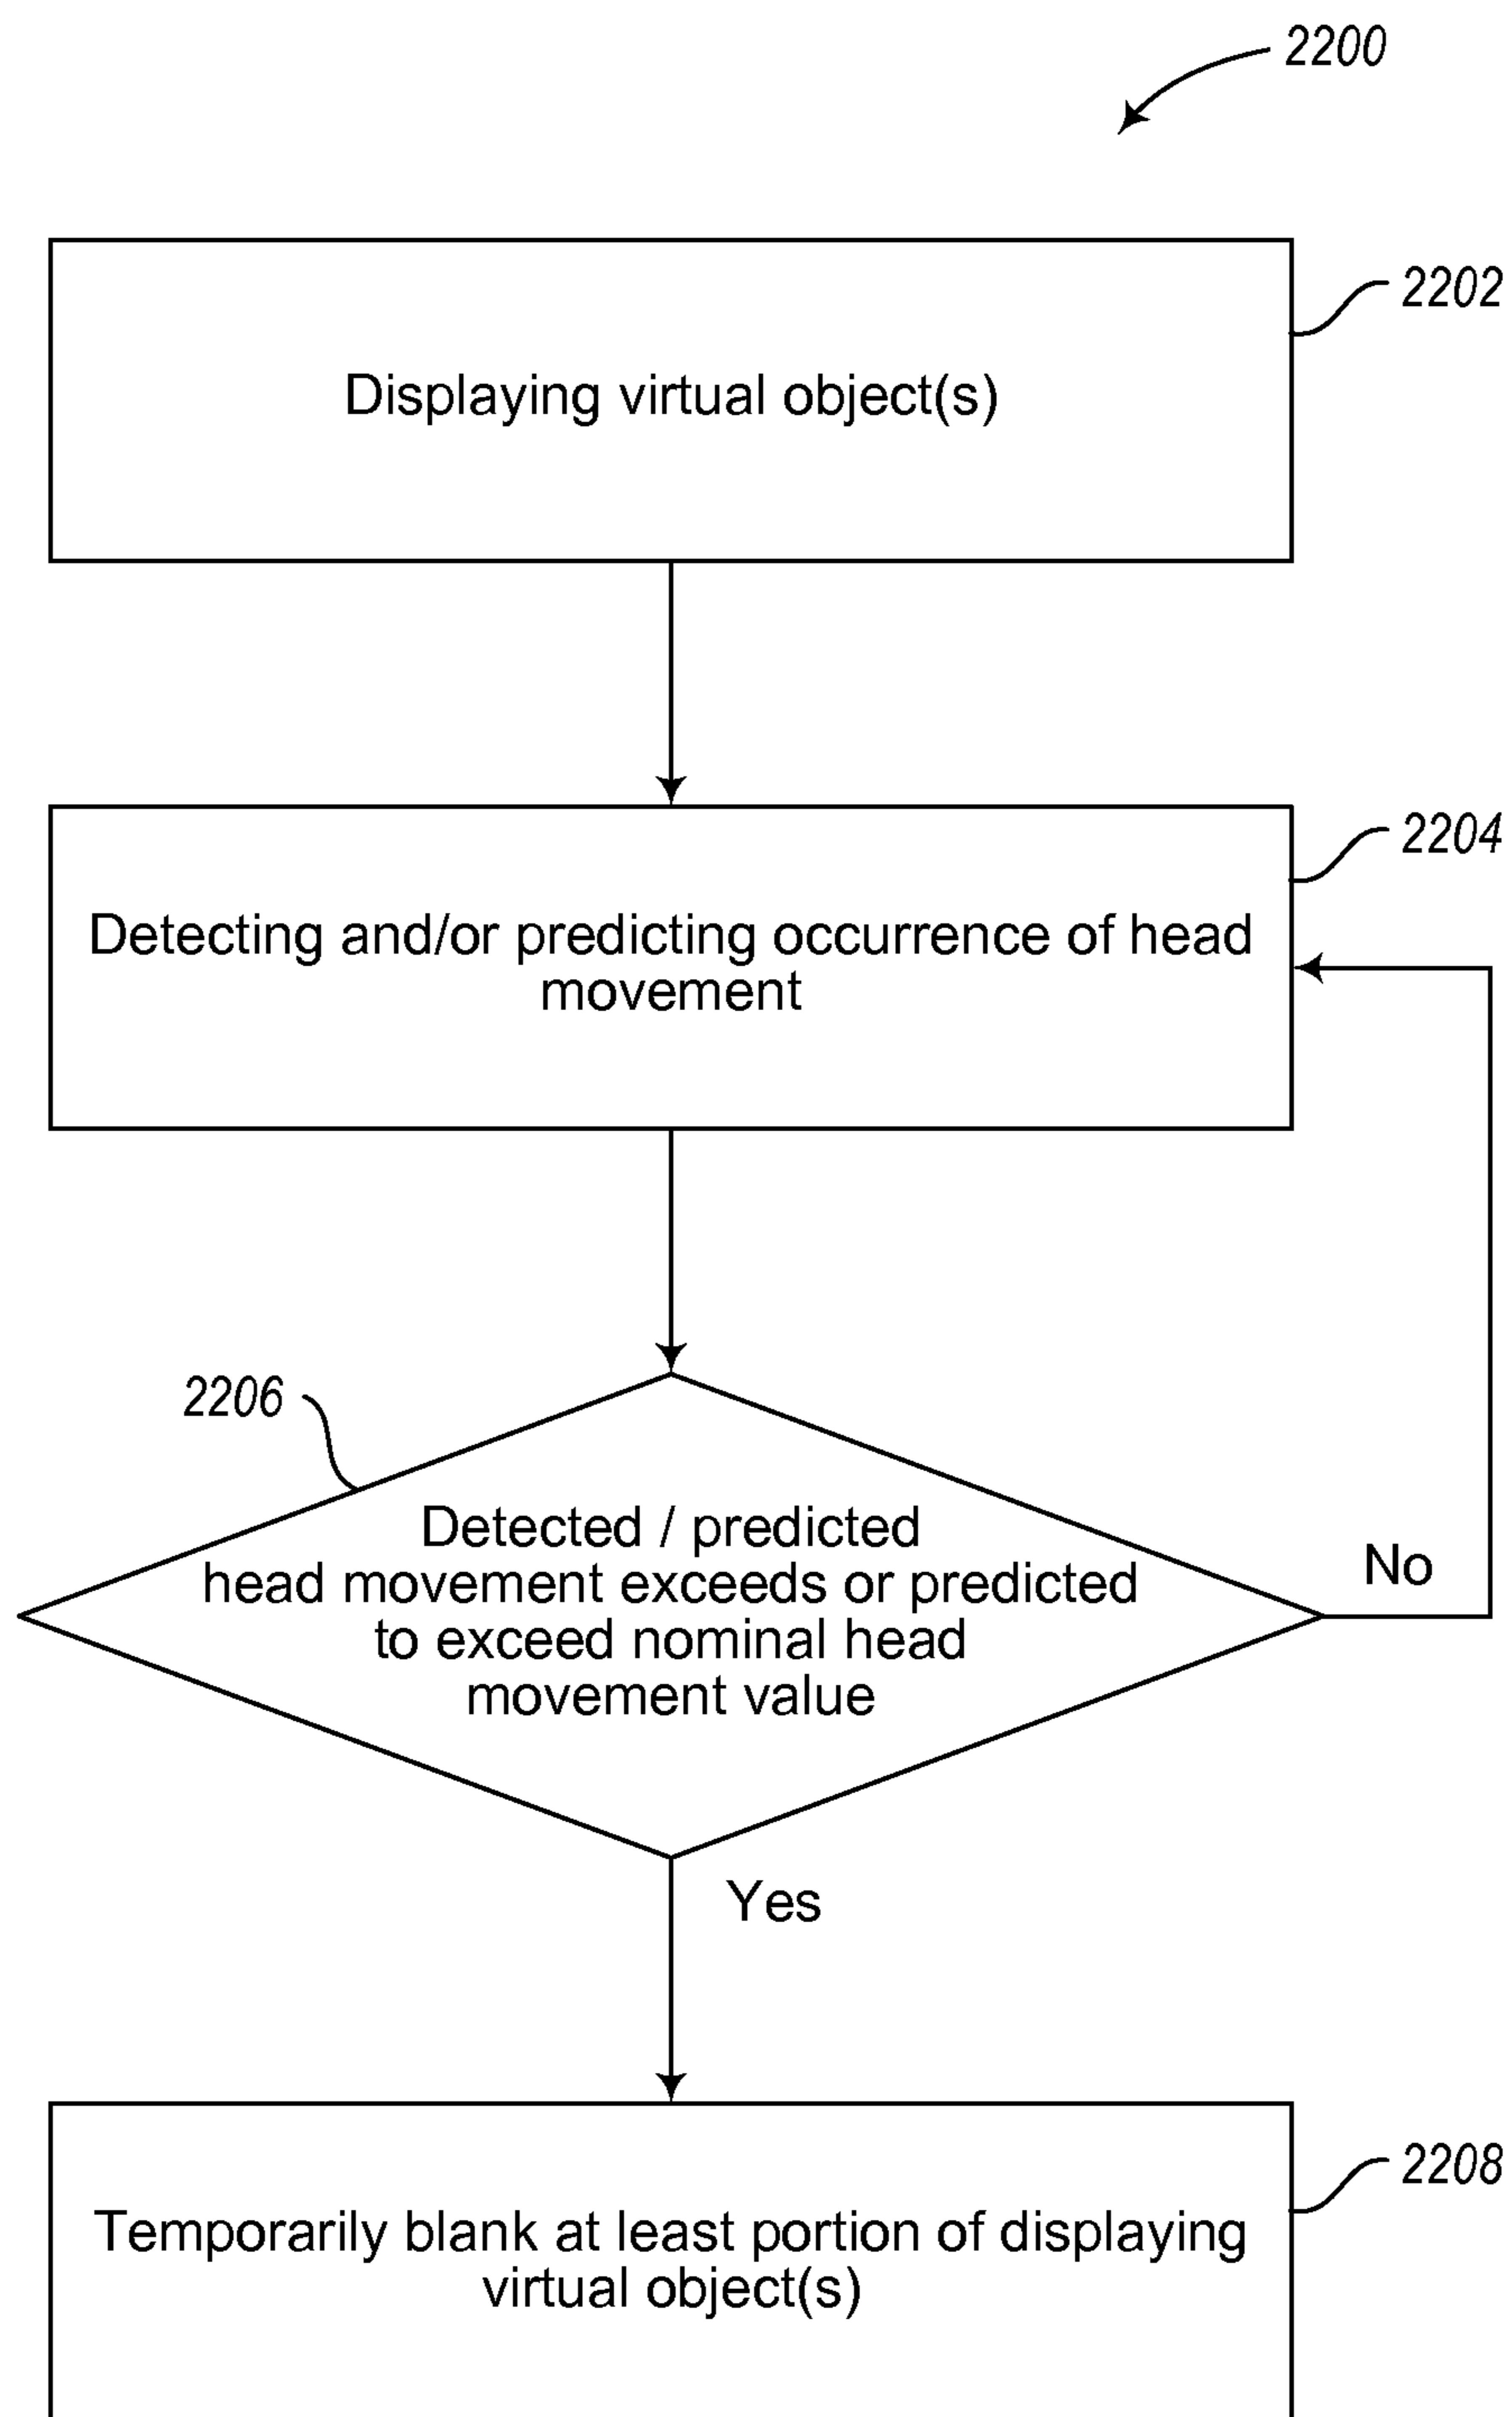 2200
2202
Displaying virtual object(s)
2204
Detecting and/or predicting occurrence of head
movement
2206
Detected / predicted
head movement exceeds or predicted
to exceed nominal head
movement value
No
Yes
2208
Temporarily blank at least portion of displaying
virtual object(s)